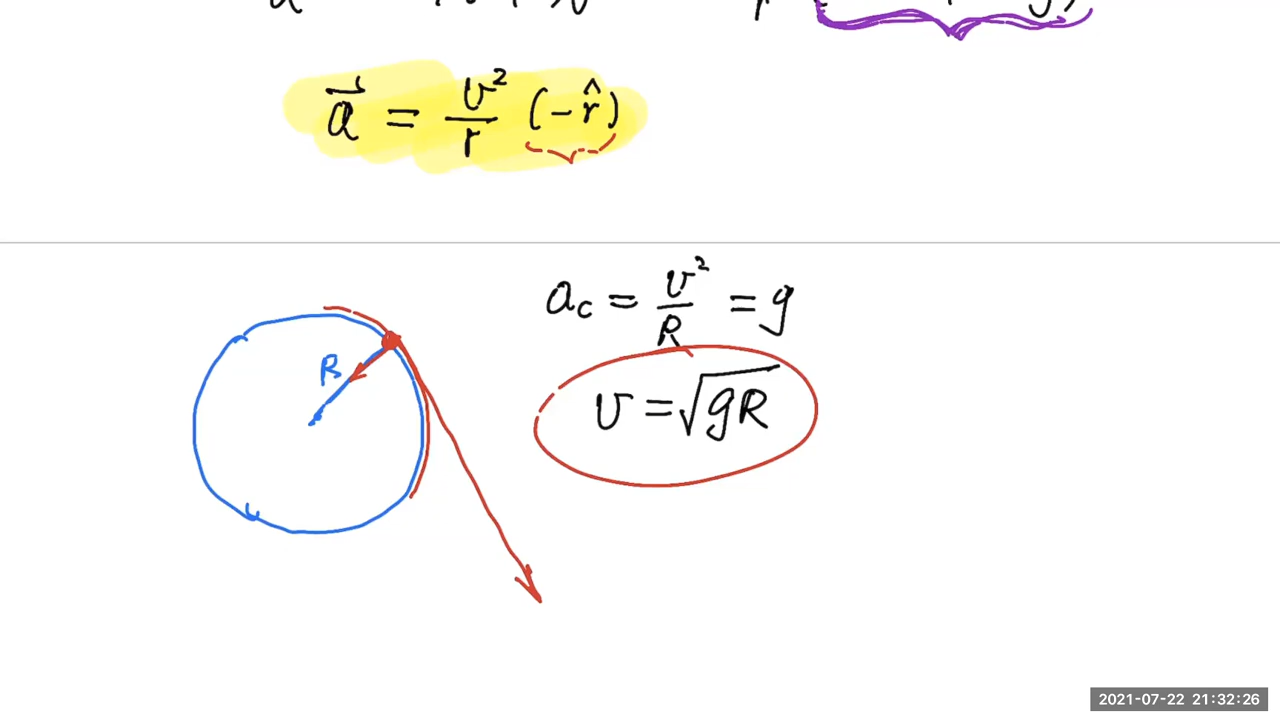 a⃗ = v²/r (-r̂)
a_c = v²/R = g
R
v = √gR
2021-07-22 21:32:26